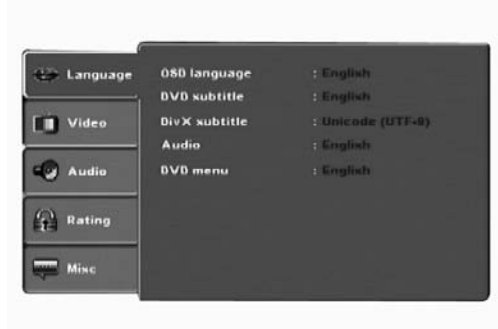 Language
Video
Audio
Rating
Misc
OSD language : English
DVD subtitle : English
DivX subtitle : Unicode (UTF-8)
Audio : English
DVD menu : English